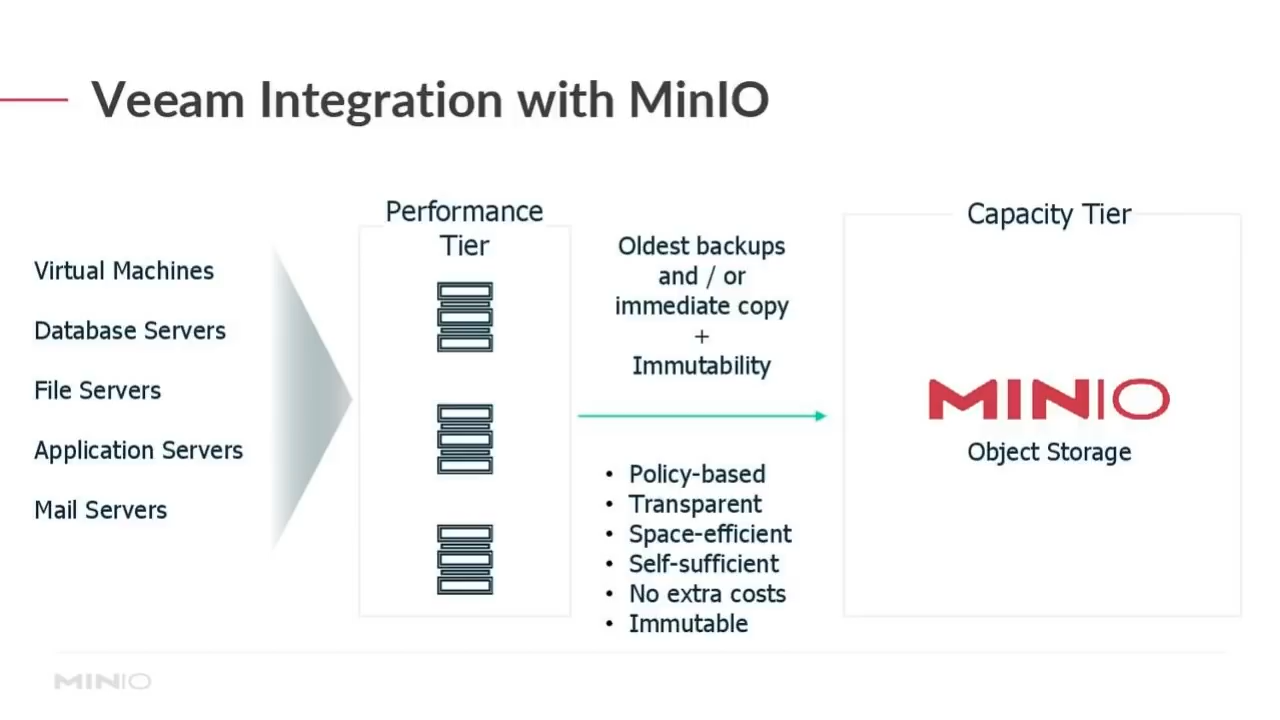 Veeam Integration with MinIO
Virtual Machines
Database Servers
File Servers
Application Servers
Mail Servers
Performance
Tier
Oldest backups
and / or
immediate copy
+
Immutability
• Policy-based
• Transparent
• Space-efficient
• Self-sufficient
• No extra costs
• Immutable
Capacity Tier
MINIO
Object Storage
MINIO